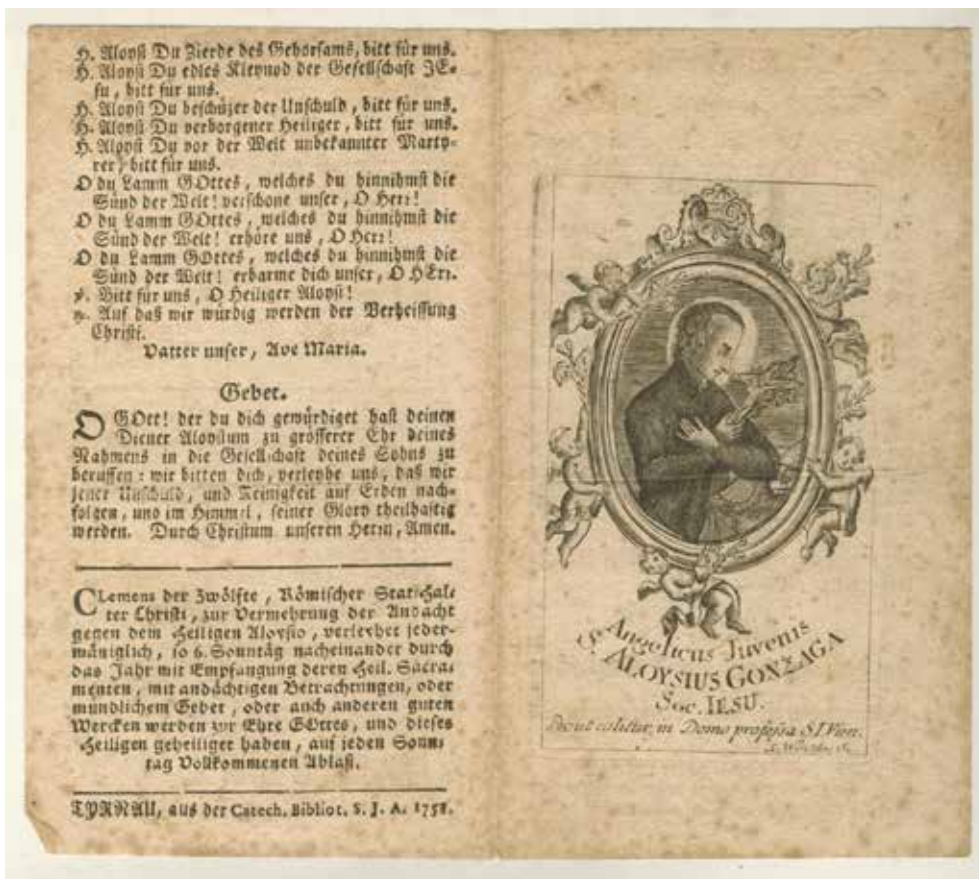 H. Aloysi Du Zierde des Gehorsams, bitt für uns.
H. Aloysi Du edles Kleynod der Gesellschaft JE-
su, bitt für uns.
H. Aloysi Du beschüzer der Unschuld, bitt für uns.
H. Aloysi Du verborgener Heiliger, bitt für uns.
H. Aloysi Du vor der Welt unbekannter Marty-
rer, bitt für uns.
O du Lamm GOttes, welches du hinnihmst die
Sünd der Welt! verschone unser, O Herr!
O du Lamm GOttes, welches du hinnihmst die
Sünd der Welt! erhöre uns, O Herr!
O du Lamm GOttes, welches du hinnihmst die
Sünd der Welt! erbarme dich unser, O HErr.
℣. Bitt für uns, O Heiliger Aloysi!
℟. Auf daß wir würdig werden der Verheissung
Christi.
Vatter unser, Ave Maria.
Gebet.
O GOtt! der du dich gewürdiget hast deinen
Diener Aloysium zu grösserer Ehr deines
Nahmens in die Gesellschaft deines Sohns zu
beruffen: wir bitten dich, verleyhe uns, daß wir
jener Unschuld, und Reinigkeit auf Erden nach-
folgen, und im Himmel, seiner Glory theilhaftig
werden. Durch Christum unseren Herrn, Amen.
CLemens der Zwölfte, Römischer Statthal-
ter Christi, zur Vermehrung der Andacht
gegen dem Heiligen Aloysio, verleyhet jeder-
mäniglich, so 6. Sonntäg nacheinander durch
das Jahr mit Empfangung deren Heil. Sacra-
menten, mit andächtigen Betrachtungen, oder
mündlichem Gebet, oder auch anderen guten
Wercken werden zur Ehre GOttes, und dieses
Heiligen geheiliget haben, auf jeden Sonn-
tag Vollkommenen Ablaß.
TYRNAU, aus der Catech. Bibliot. S. J. A. 1758.
Angelicus Juvenis
S. ALOYSIUS GONZAGA
Soc. IESU.
Prout colitur in Domo professa S I Vien.